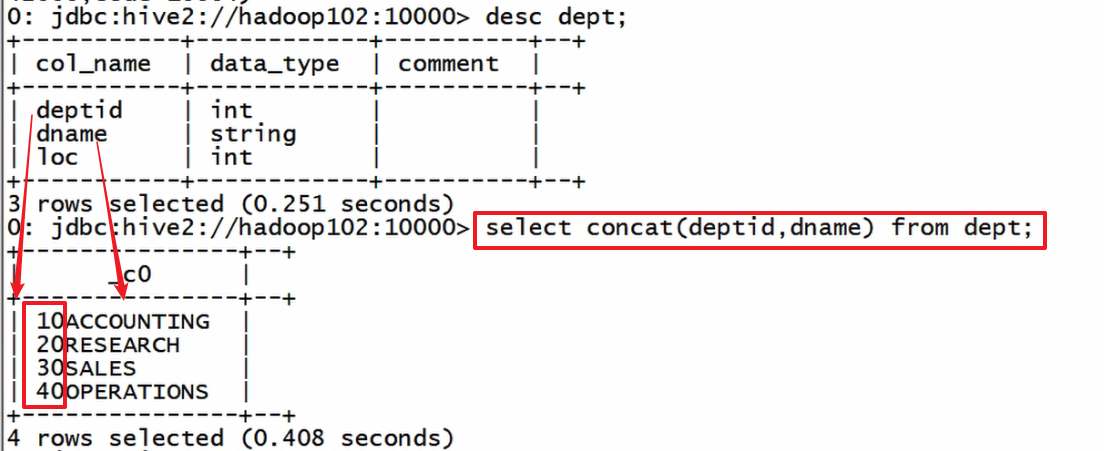 0: jdbc:hive2://hadoop102:10000> desc dept;
+-----------+------------+----------+--+
| col_name  | data_type  | comment  |
+-----------+------------+----------+--+
| deptid    | int        |          |
| dname     | string     |          |
| loc       | int        |          |
+-----------+------------+----------+--+
3 rows selected (0.251 seconds)
0: jdbc:hive2://hadoop102:10000> select concat(deptid,dname) from dept;
+---------------+--+
|      _c0      |
+---------------+--+
| 10ACCOUNTING  |
| 20RESEARCH    |
| 30SALES       |
| 40OPERATIONS  |
+---------------+--+
4 rows selected (0.408 seconds)